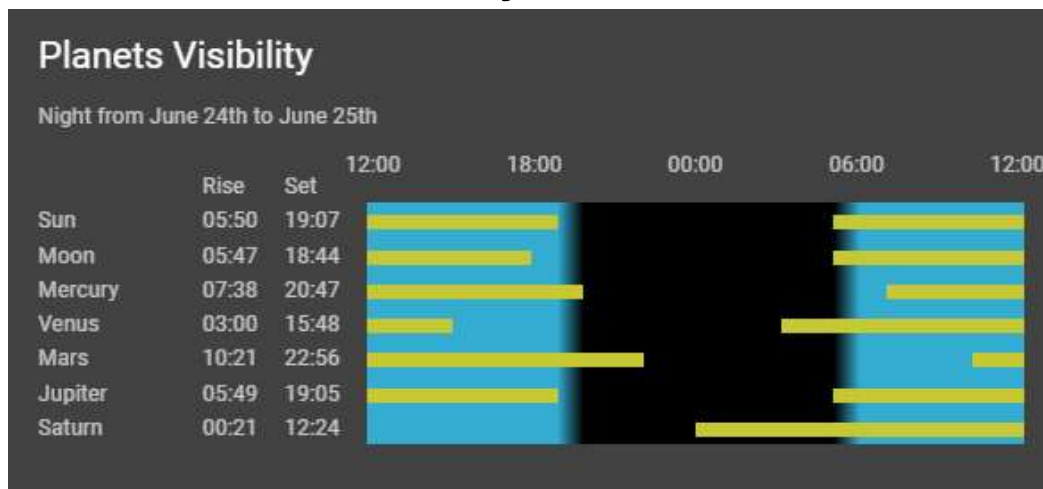 Planets Visibility
Night from June 24th to June 25th
12:00 18:00 00:00 06:00 12:00
Rise Set
Sun 05:50 19:07
Moon 05:47 18:44
Mercury 07:38 20:47
Venus 03:00 15:48
Mars 10:21 22:56
Jupiter 05:49 19:05
Saturn 00:21 12:24